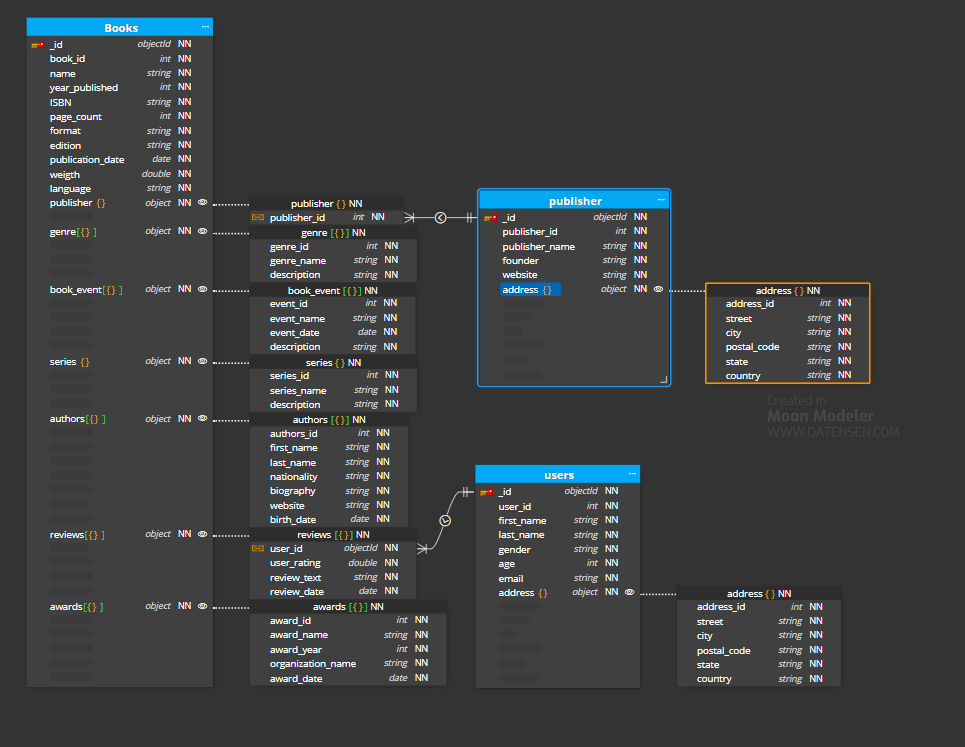 Books ...
_id objectId NN
book_id int NN
name string NN
year_published int NN
ISBN string NN
page_count int NN
format string NN
edition string NN
publication_date date NN
weigth double NN
language string NN
publisher {} object NN
genre[{} ] object NN
book_event[{} ] object NN
series {} object NN
authors[{} ] object NN
reviews[{} ] object NN
awards[{} ] object NN
publisher {} NN
publisher_id int NN
genre [{}] NN
genre_id int NN
genre_name string NN
description string NN
book_event [{}] NN
event_id int NN
event_name string NN
event_date date NN
description string NN
series {} NN
series_id int NN
series_name string NN
description string NN
authors [{}] NN
authors_id int NN
first_name string NN
last_name string NN
nationality string NN
biography string NN
website string NN
birth_date date NN
reviews [{}] NN
user_id objectId NN
user_rating double NN
review_text string NN
review_date date NN
awards [{}] NN
award_id int NN
award_name string NN
award_year int NN
organization_name string NN
award_date date NN
publisher ...
_id objectId NN
publisher_id int NN
publisher_name string NN
founder string NN
website string NN
address {} object NN
address {} NN
address_id int NN
street string NN
city string NN
postal_code string NN
state string NN
country string NN
Created in
Moon Modeler
WWW.DATENSEN.COM
users ...
_id objectId NN
user_id int NN
first_name string NN
last_name string NN
gender string NN
age int NN
email string NN
address {} object NN
address {} NN
address_id int NN
street string NN
city string NN
postal_code string NN
state string NN
country string NN